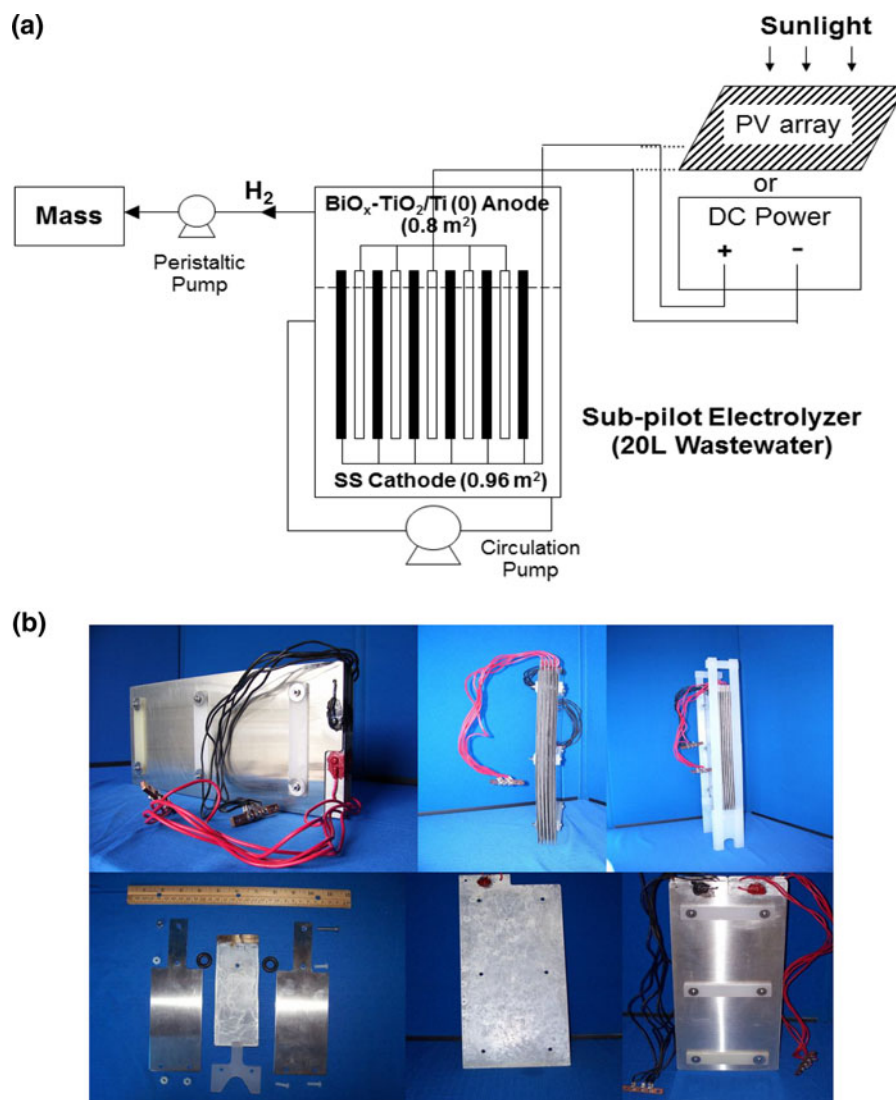 (a)
Sunlight
PV array
or
DC Power
+ -
H₂
Mass
Peristaltic
Pump
BiOₓ-TiO₂/Ti (0) Anode
(0.8 m²)
SS Cathode (0.96 m²)
Sub-pilot Electrolyzer
(20L Wastewater)
Circulation
Pump
(b)